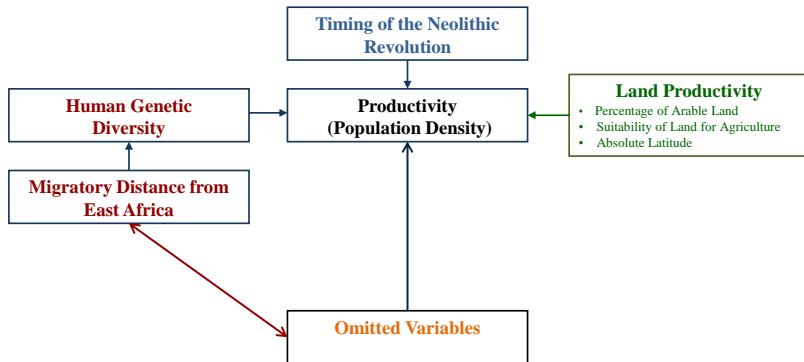 Timing of the Neolithic
Revolution
Human Genetic
Diversity
Productivity
(Population Density)
Land Productivity
• Percentage of Arable Land
• Suitability of Land for Agriculture
• Absolute Latitude
Migratory Distance from
East Africa
Omitted Variables